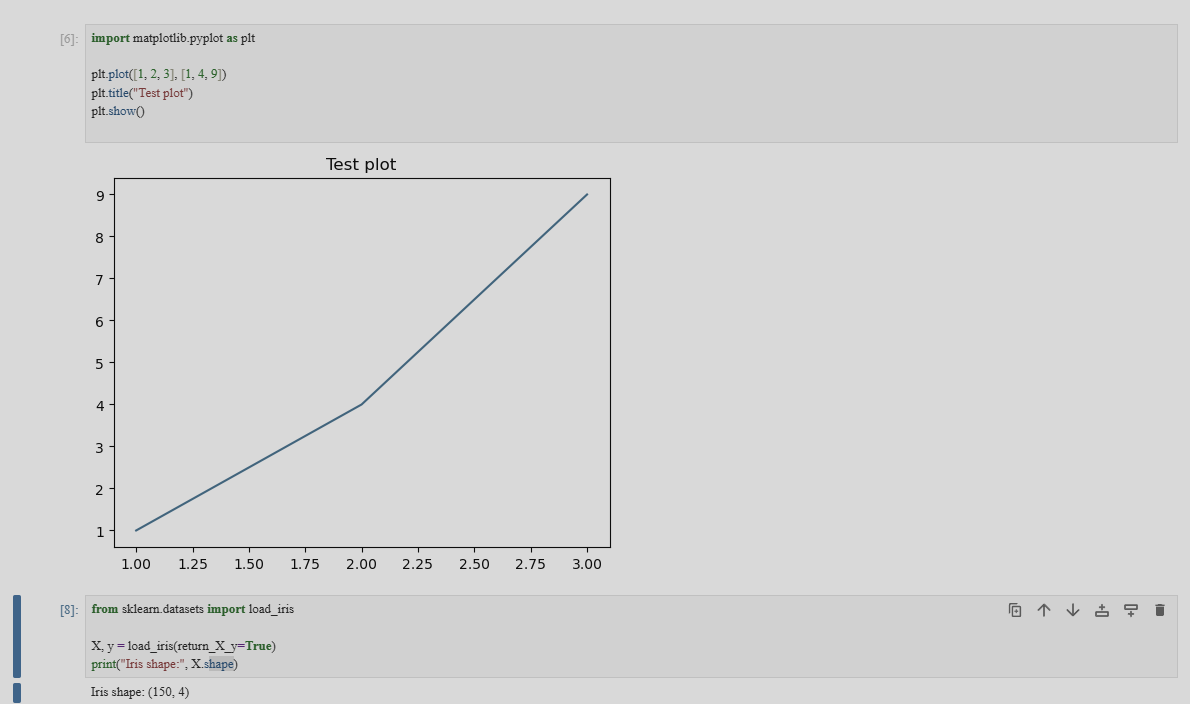 [6]:
import matplotlib.pyplot as plt
plt.plot([1, 2, 3], [1, 4, 9])
plt.title("Test plot")
plt.show()
Test plot
9
8
7
6
5
4
3
2
1
1.00 1.25 1.50 1.75 2.00 2.25 2.50 2.75 3.00
[8]:
from sklearn.datasets import load_iris
X, y = load_iris(return_X_y=True)
print("Iris shape:", X.shape)
Iris shape: (150, 4)